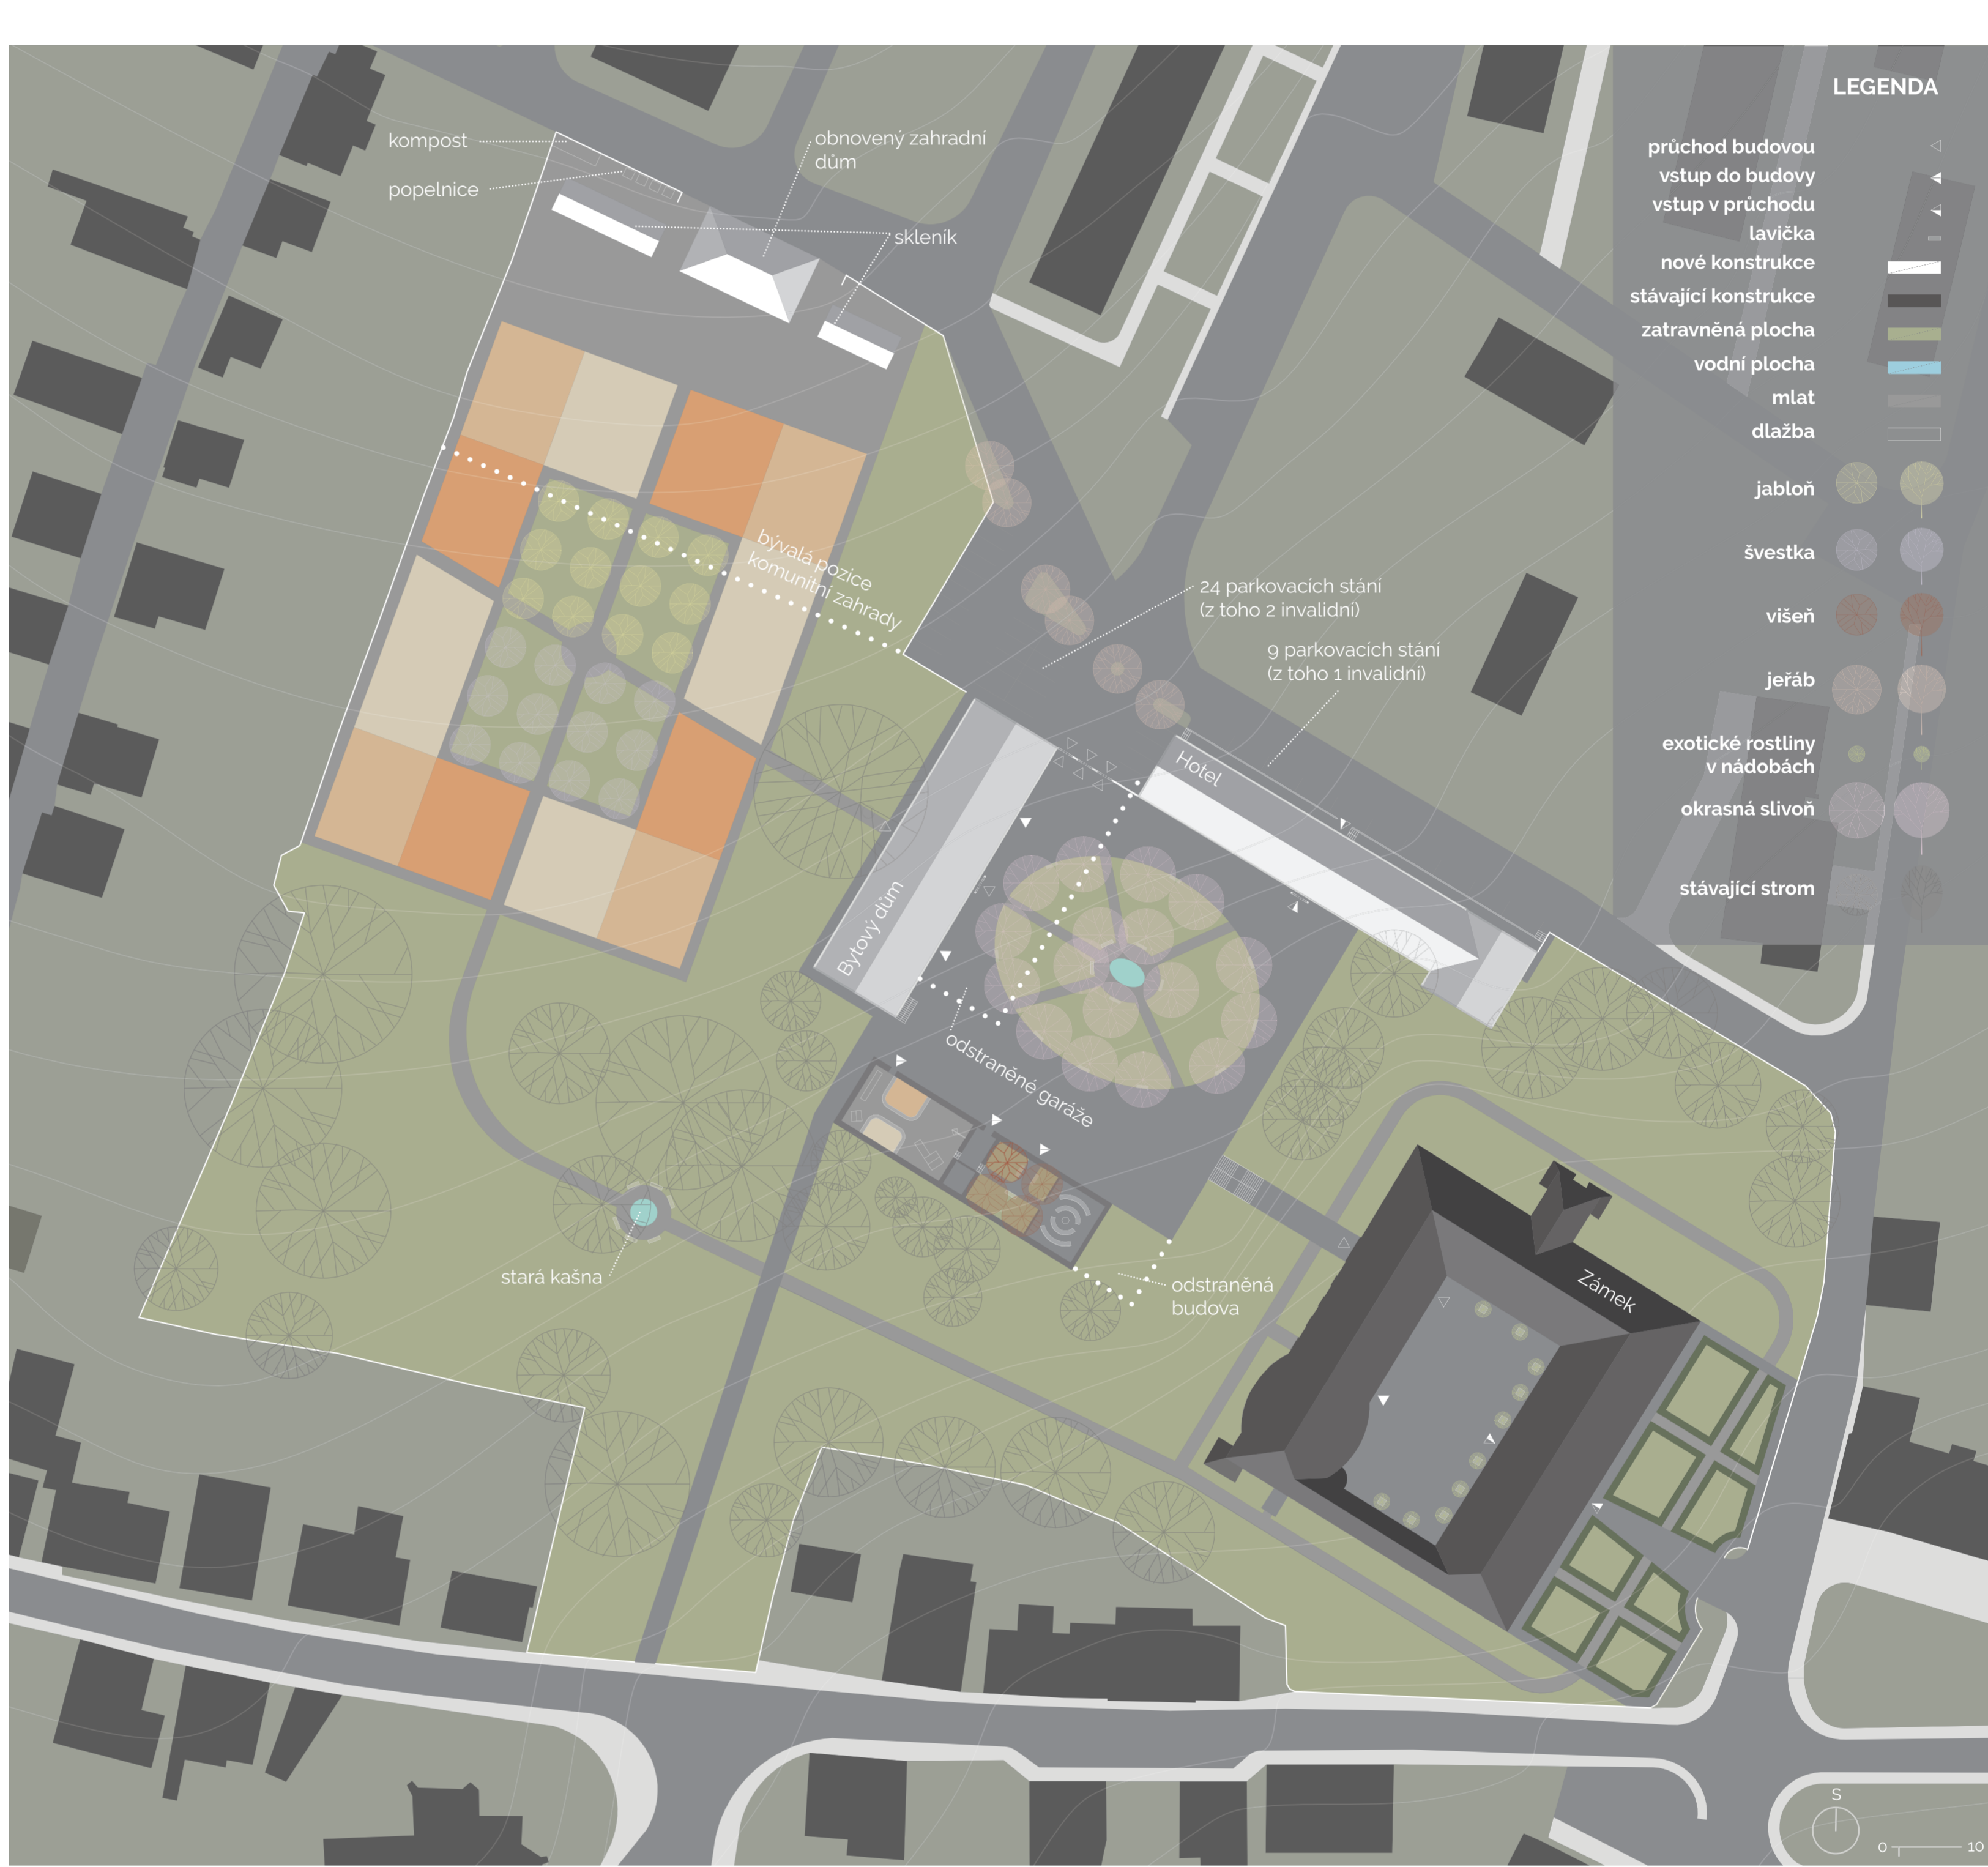 kompost
popelnice
obnovený zahradní
dům
skleník
bývalá pozice
komunitní zahrady
24 parkovacích stání
(z toho 2 invalidní)
9 parkovacích stání
(z toho 1 invalidní)
Hotel
Bytový dům
odstraněné garáže
stará kašna
odstraněná
budova
Zámek
LEGENDA
průchod budovou
vstup do budovy
vstup v průchodu
lavička
nové konstrukce
stávající konstrukce
zatravněná plocha
vodní plocha
mlat
dlažba
jabloň
švestka
višeň
jeřáb
exotické rostliny
v nádobách
okrasná slivoň
stávající strom
S
0 10